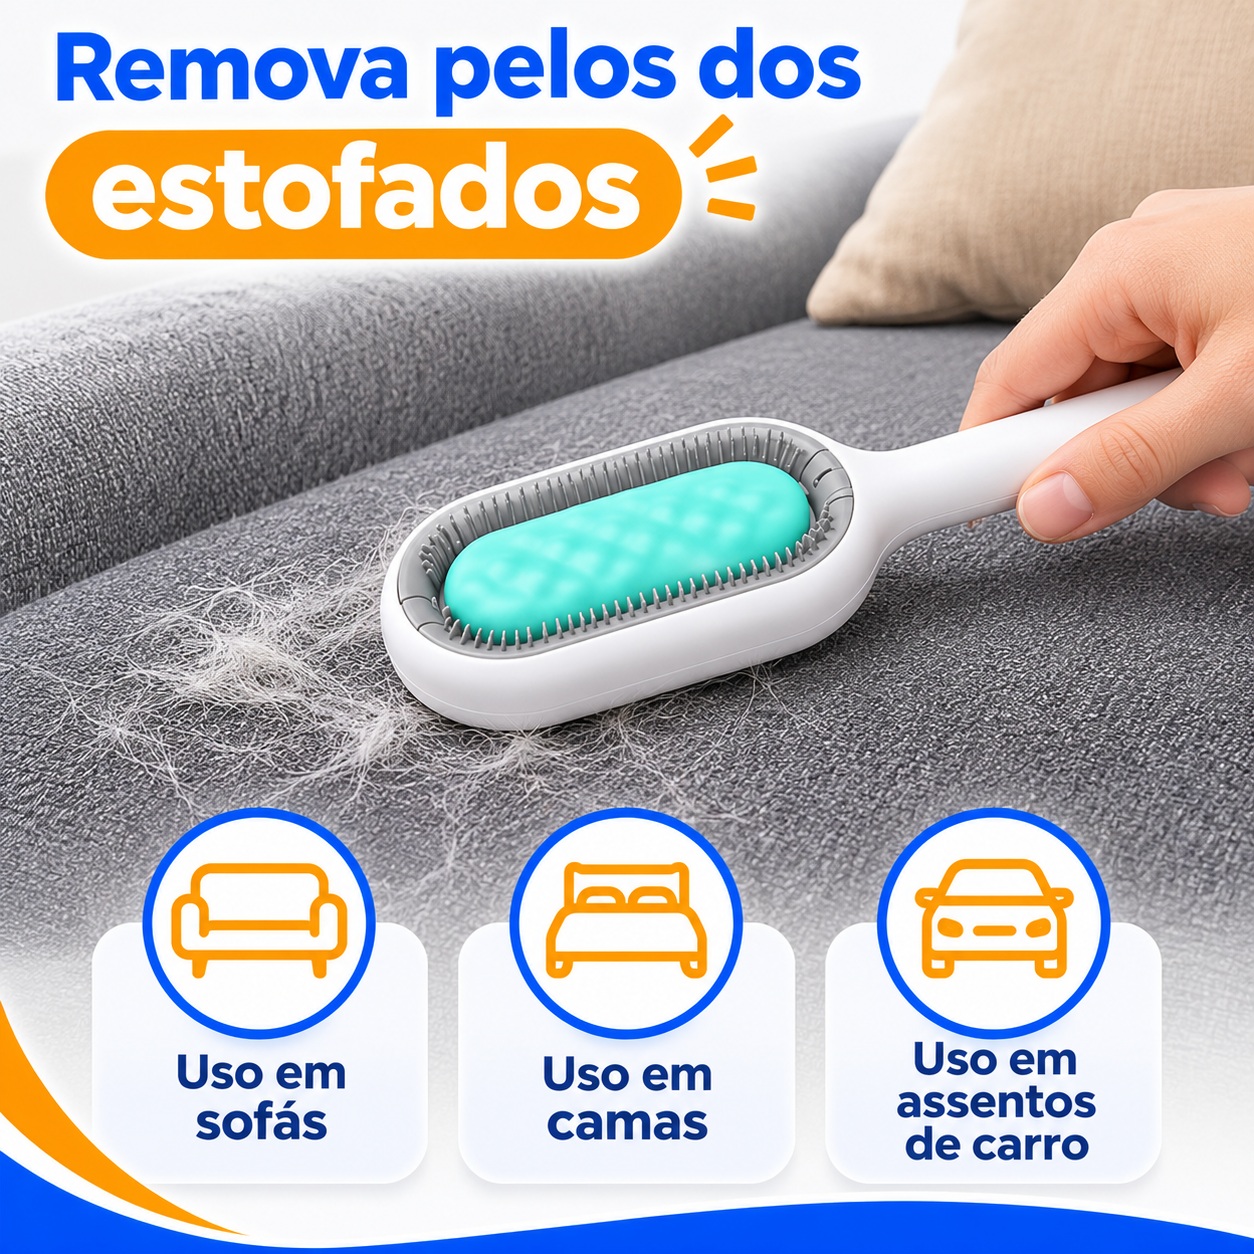 Remova pelos dos
estofados
Uso em
sofás
Uso em
camas
Uso em
assentos
de carro